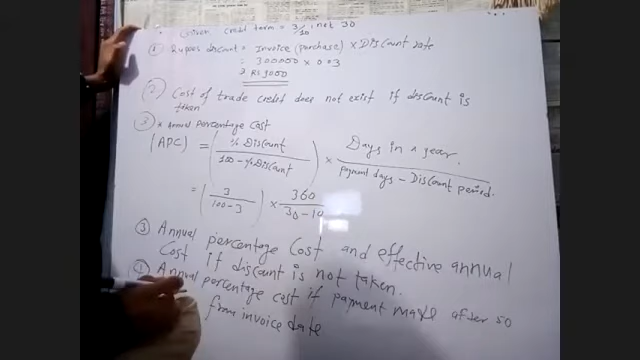 Given credit term = 3/10 , net 30
① Rupees discount = Invoice (purchase) × Discount rate
= 300000 × 0.03
= Rs 9000
② Cost of trade credit does not exist if discount is
taken
③ × Annual percentage Cost
(APC) = ( % Discount / 100 - % Discount ) × Days in a year. / payment days - Discount period.
= ( 3 / 100 - 3 ) × 360 / 30 - 10
③ Annual percentage Cost and effective annual
Cost if discount is not taken.
④ Annual percentage cost if payment made after 50
from invoice date